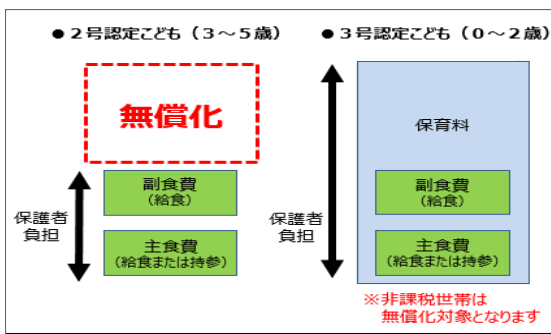 ●２号認定こども（3～5歳）
無償化
保護者
負担
副食費
（給食）
主食費
（給食または持参）
●３号認定こども（0～2歳）
保護者
負担
保育料
副食費
（給食）
主食費
（給食または持参）
※非課税世帯は
無償化対象となります